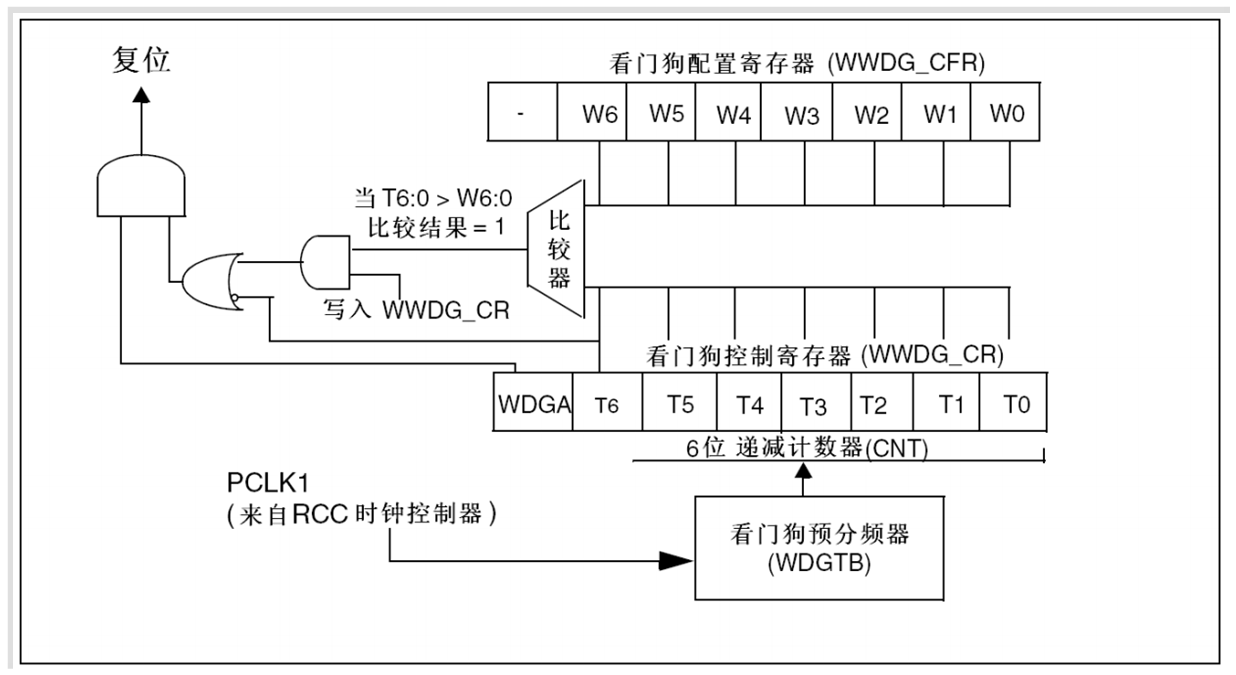 复位
看门狗配置寄存器 (WWDG_CFR)
- W6 W5 W4 W3 W2 W1 W0
当 T6:0 > W6:0
比较结果 = 1
比较器
写入 WWDG_CR
看门狗控制寄存器 (WWDG_CR)
WDGA T6 T5 T4 T3 T2 T1 T0
6位 递减计数器(CNT)
PCLK1
(来自RCC 时钟控制器)
看门狗预分频器
(WDGTB)